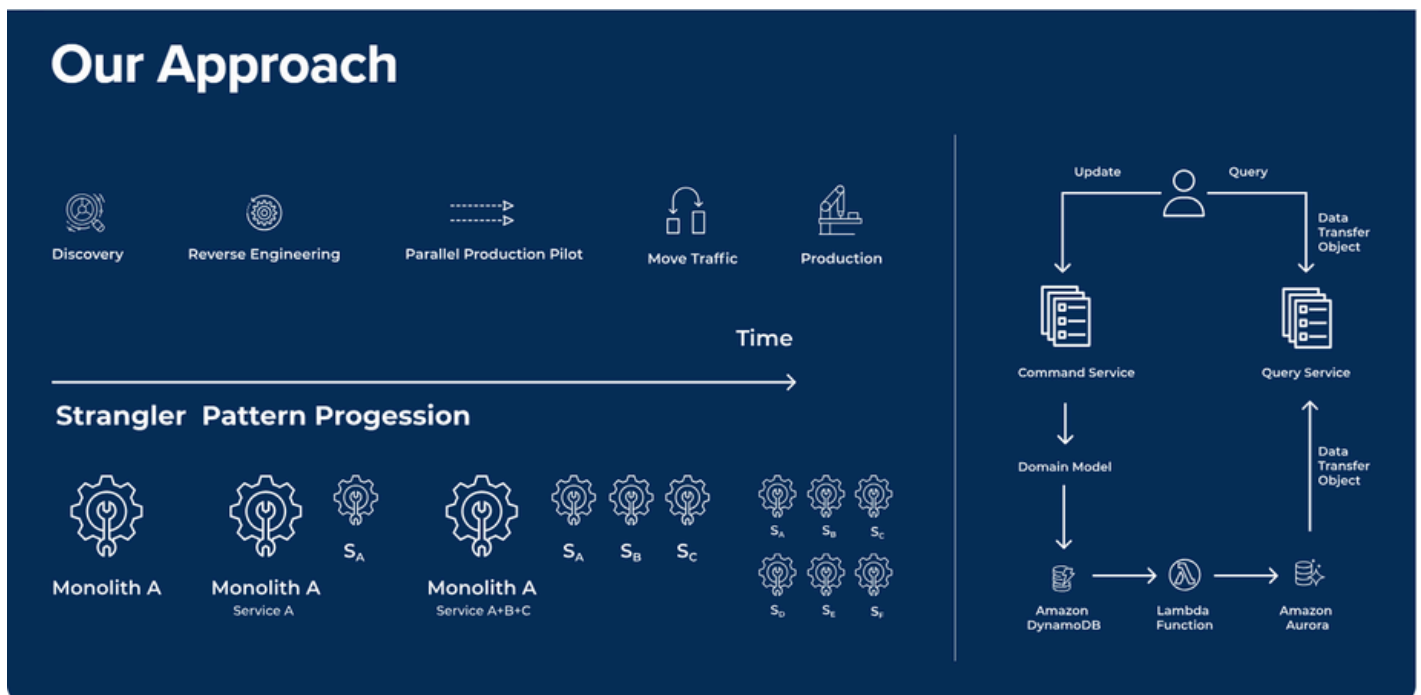 Our Approach
Discovery
Reverse Engineering
Parallel Production Pilot
Move Traffic
Production
Time
Strangler Pattern Progession
Monolith A
Monolith A
Service A
SA
Monolith A
Service A+B+C
SA
SB
SC
SA
SB
SC
SD
SE
SF
Update
Query
Data
Transfer
Object
Command Service
Query Service
Domain Model
Data
Transfer
Object
Amazon
DynamoDB
Lambda
Function
Amazon
Aurora